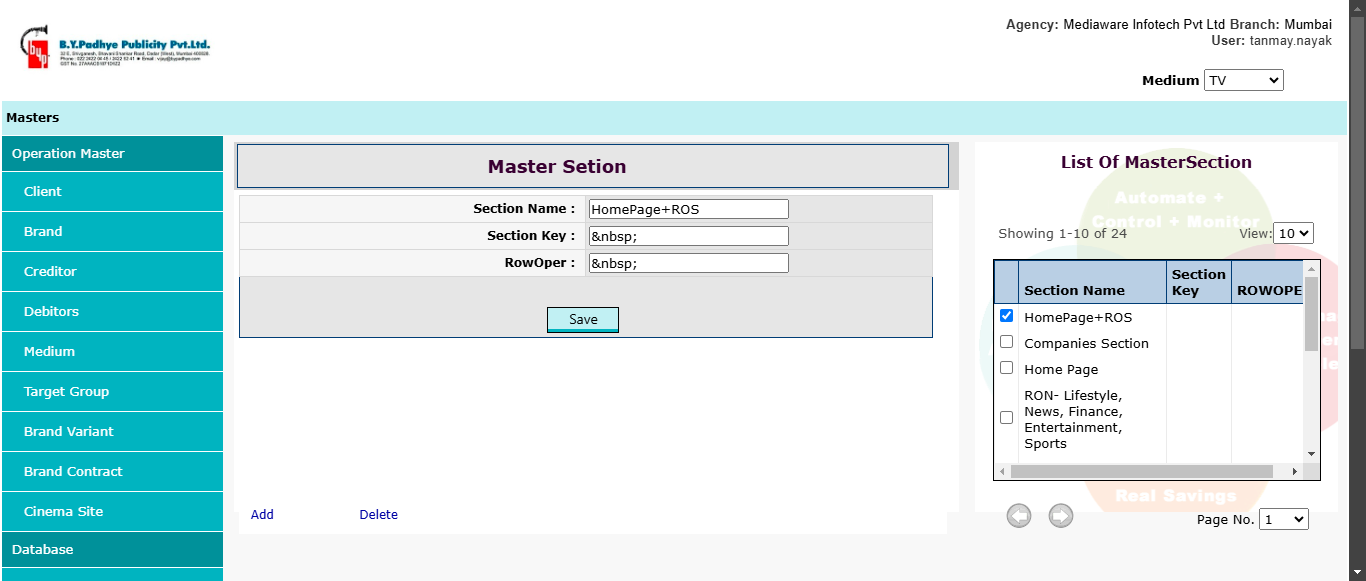 Agency: Mediaware Infotech Pvt Ltd Branch: Mumbai
User: tanmay.nayak
B.Y.Padhye Publicity Pvt.Ltd.
Medium TV
Masters
Operation Master
Client
Brand
Creditor
Debitors
Medium
Target Group
Brand Variant
Brand Contract
Cinema Site
Database
Master Setion
Section Name : HomePage+ROS
Section Key : &nbsp;
RowOper : &nbsp;
Save
Add Delete
List Of MasterSection
Automate +
Control + Monitor
Showing 1-10 of 24 View: 10
Section Name Section Key ROWOPE
HomePage+ROS
Companies Section
Home Page
RON- Lifestyle,
News, Finance,
Entertainment,
Sports
Real Savings
Page No. 1